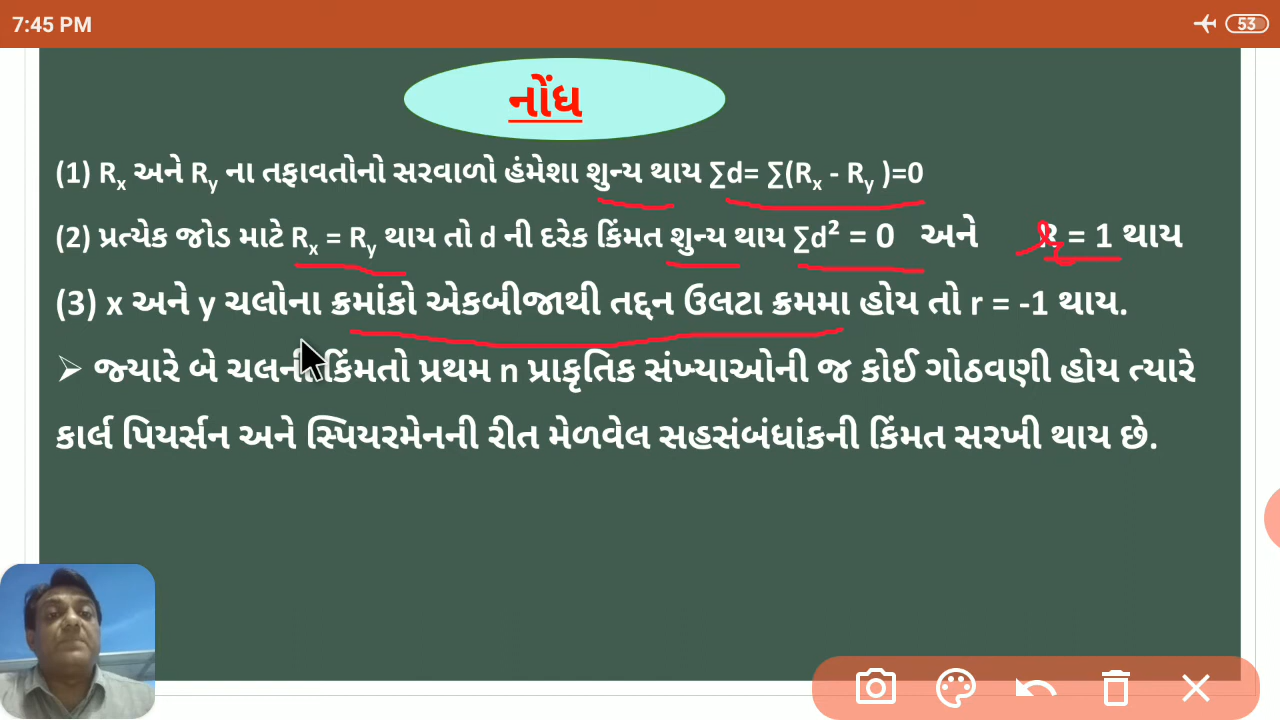 7:45 PM
53
નોંધ
(1) Rx અને Ry ના તફાવતોનો સરવાળો હંમેશા શુન્ય થાય ∑d= ∑(Rx - Ry )=0
(2) પ્રત્યેક જોડ માટે Rx = Ry થાય તો d ની દરેક કિંમત શુન્ય થાય ∑d² = 0 અને r = 1 થાય
(3) x અને y ચલોના ક્રમાંકો એકબીજાથી તદ્દન ઉલટા ક્રમમા હોય તો r = -1 થાય.
➢ જ્યારે બે ચલની કિંમતો પ્રથમ n પ્રાકૃતિક સંખ્યાઓની જ કોઈ ગોઠવણી હોય ત્યારે
કાર્લ પિયર્સન અને સ્પિયરમેનની રીત મેળવેલ સહસંબંધાંકની કિંમત સરખી થાય છે.